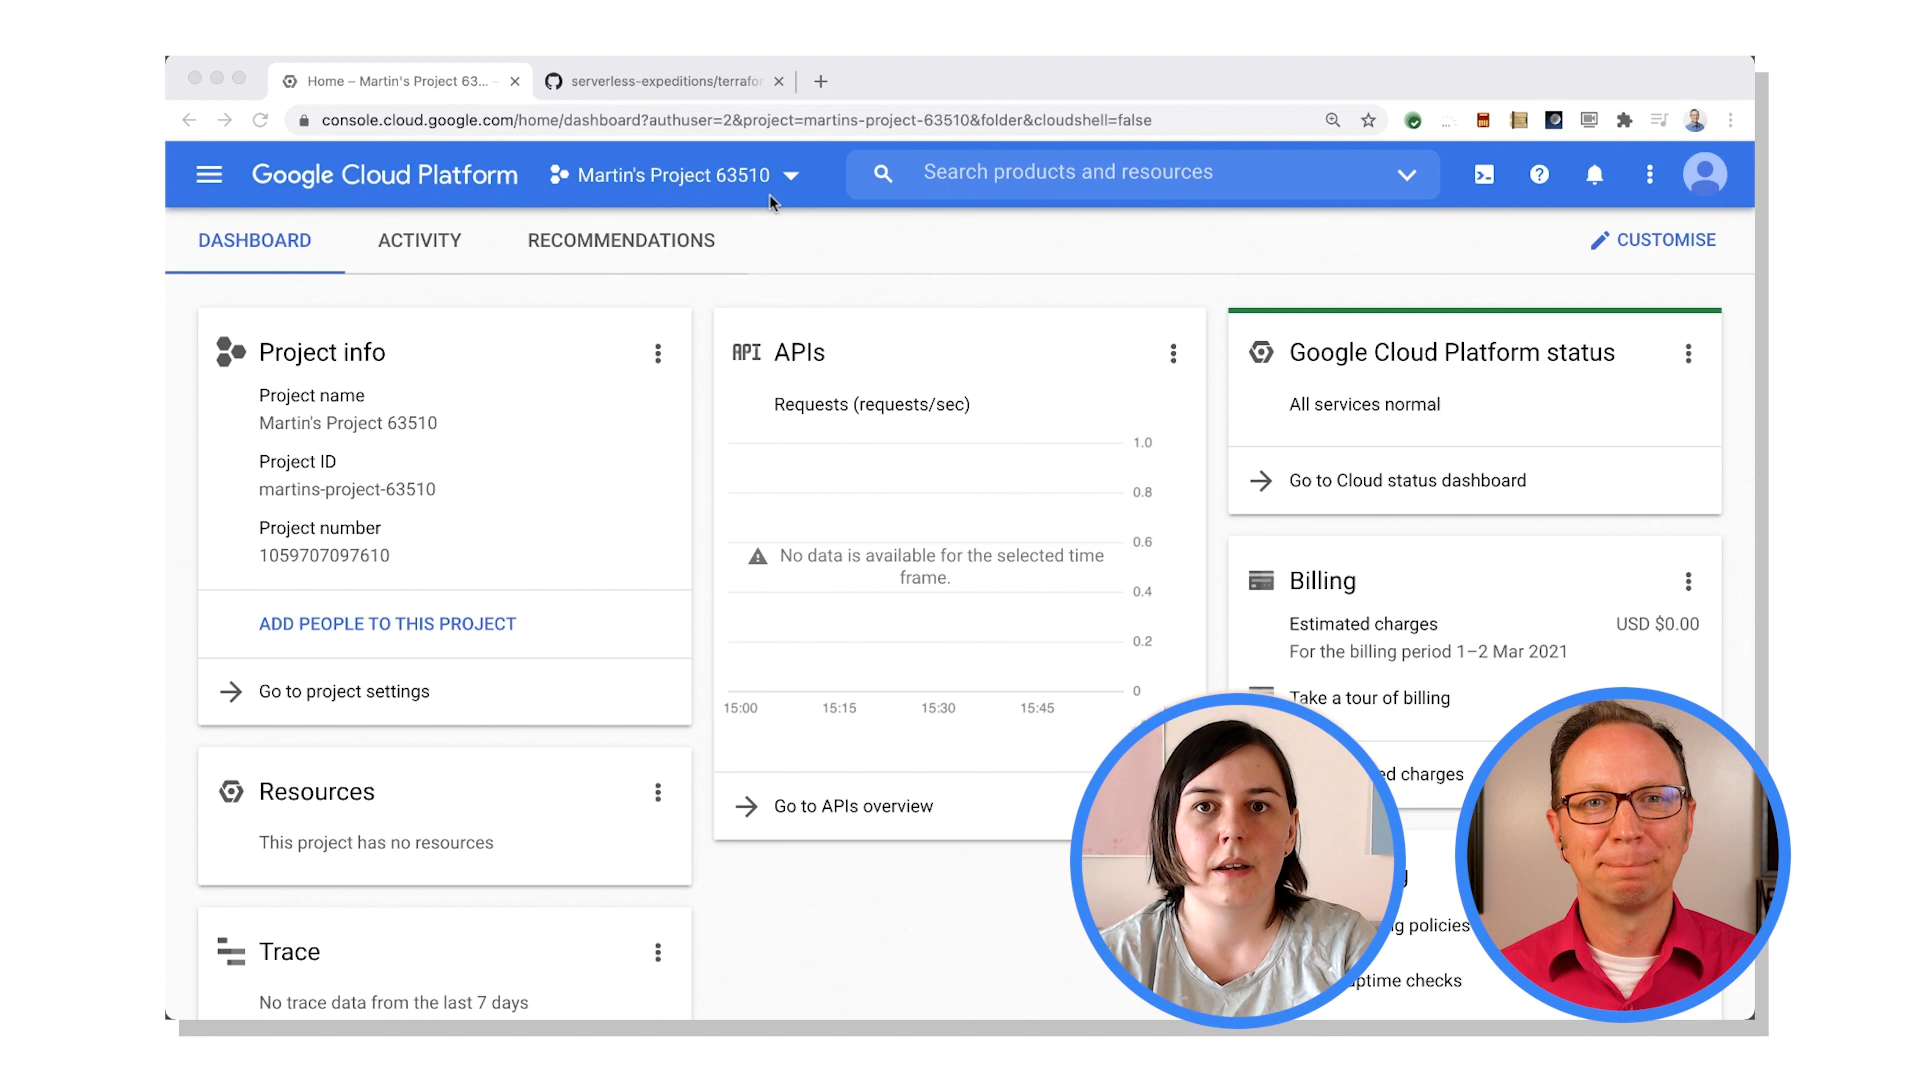 Home – Martin's Project 63...
serverless-expeditions/terrafor
console.cloud.google.com/home/dashboard?authuser=2&project=martins-project-63510&folder&cloudshell=false
Google Cloud Platform
Martin's Project 63510
Search products and resources
DASHBOARD
ACTIVITY
RECOMMENDATIONS
CUSTOMISE
Project info
Project name
Martin's Project 63510
Project ID
martins-project-63510
Project number
1059707097610
ADD PEOPLE TO THIS PROJECT
Go to project settings
Resources
This project has no resources
Trace
No trace data from the last 7 days
API APIs
Requests (requests/sec)
1.0
0.8
0.6
0.4
0.2
0
No data is available for the selected time
frame.
15:00
15:15
15:30
15:45
Go to APIs overview
Google Cloud Platform status
All services normal
Go to Cloud status dashboard
Billing
Estimated charges
USD $0.00
For the billing period 1–2 Mar 2021
Take a tour of billing
ed charges
g policies
ptime checks